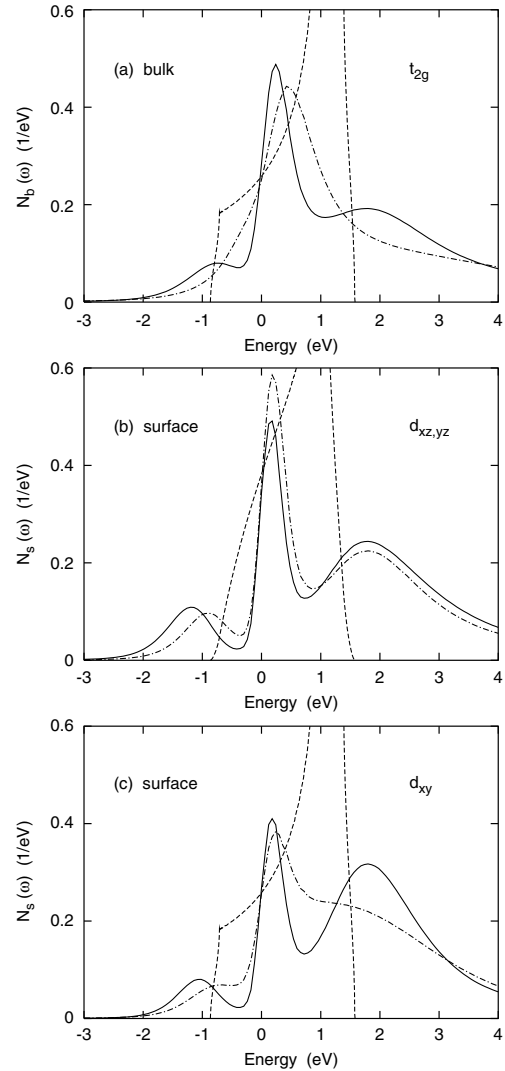 0.6
(a) bulk
t2g
0.4
Nb(ω) (1/eV)
0.2
0
-3 -2 -1 0 1 2 3 4
Energy (eV)
0.6
(b) surface
dxz,yz
0.4
Ns(ω) (1/eV)
0.2
0
-3 -2 -1 0 1 2 3 4
Energy (eV)
0.6
(c) surface
dxy
0.4
Ns(ω) (1/eV)
0.2
0
-3 -2 -1 0 1 2 3 4
Energy (eV)